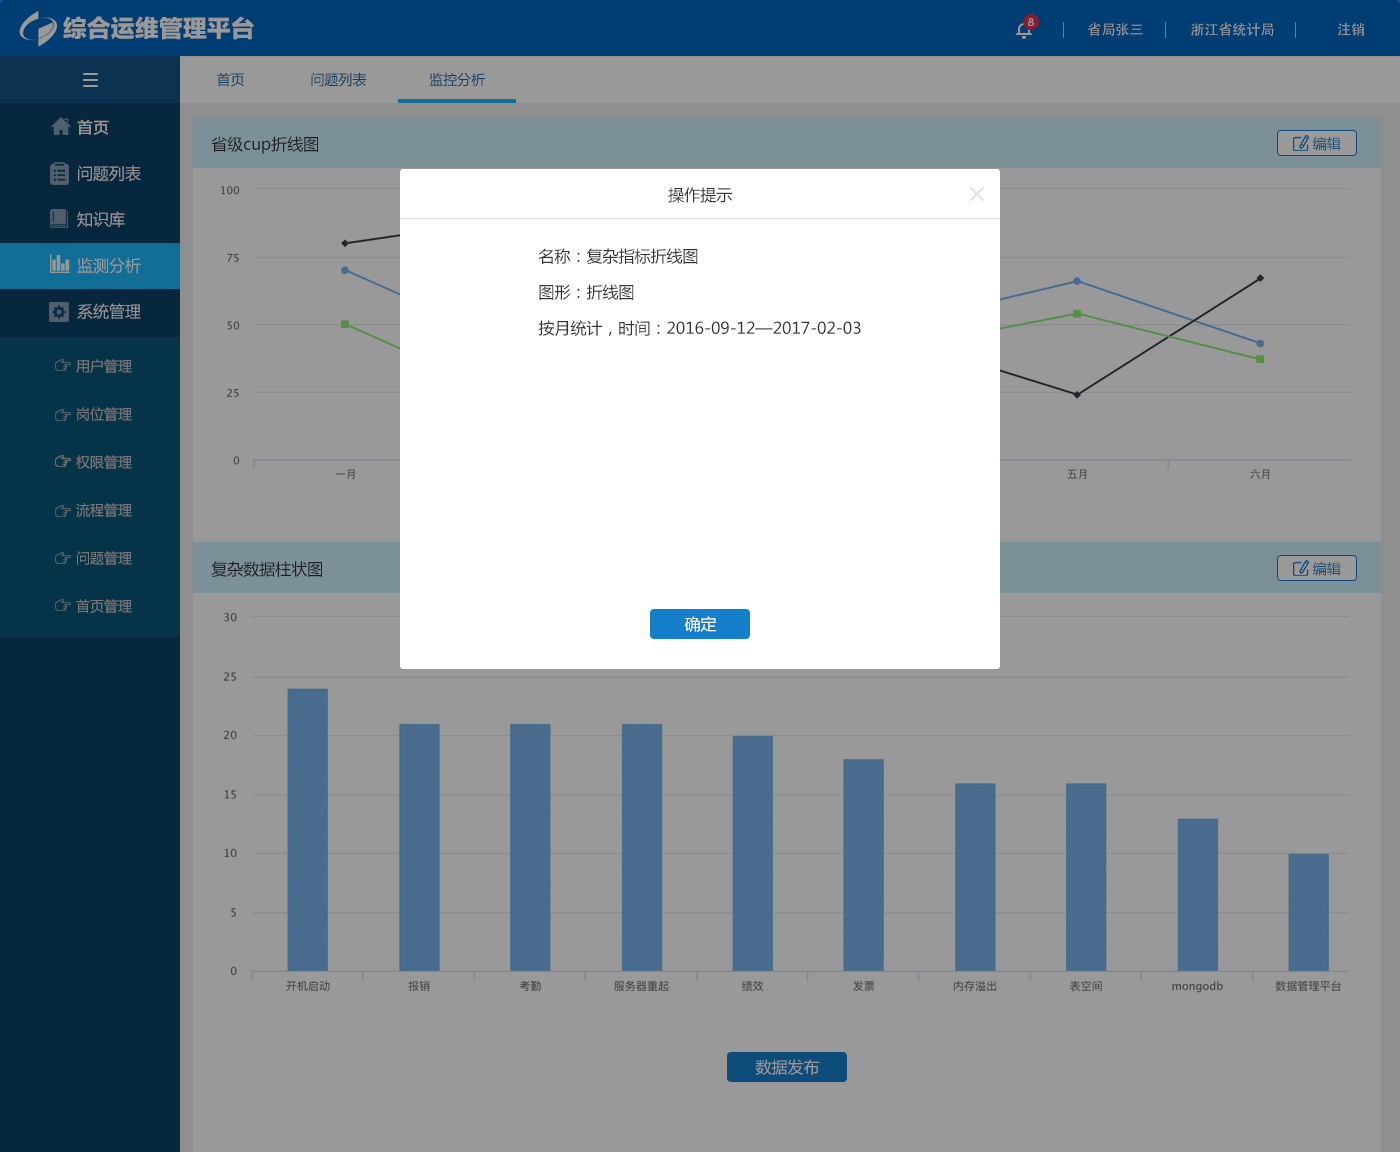 综合运维管理平台
8
省局张三
浙江省统计局
注销
首页
问题列表
监控分析
首页
问题列表
知识库
监测分析
系统管理
用户管理
岗位管理
权限管理
流程管理
问题管理
首页管理
省级cup折线图
编辑
100
75
50
25
0
一月
五月
六月
操作提示
名称：复杂指标折线图
图形：折线图
按月统计，时间：2016-09-12—2017-02-03
确定
复杂数据柱状图
编辑
30
25
20
15
10
5
0
开机启动
报销
考勤
服务器重起
绩效
发票
内存溢出
表空间
mongodb
数据管理平台
数据发布